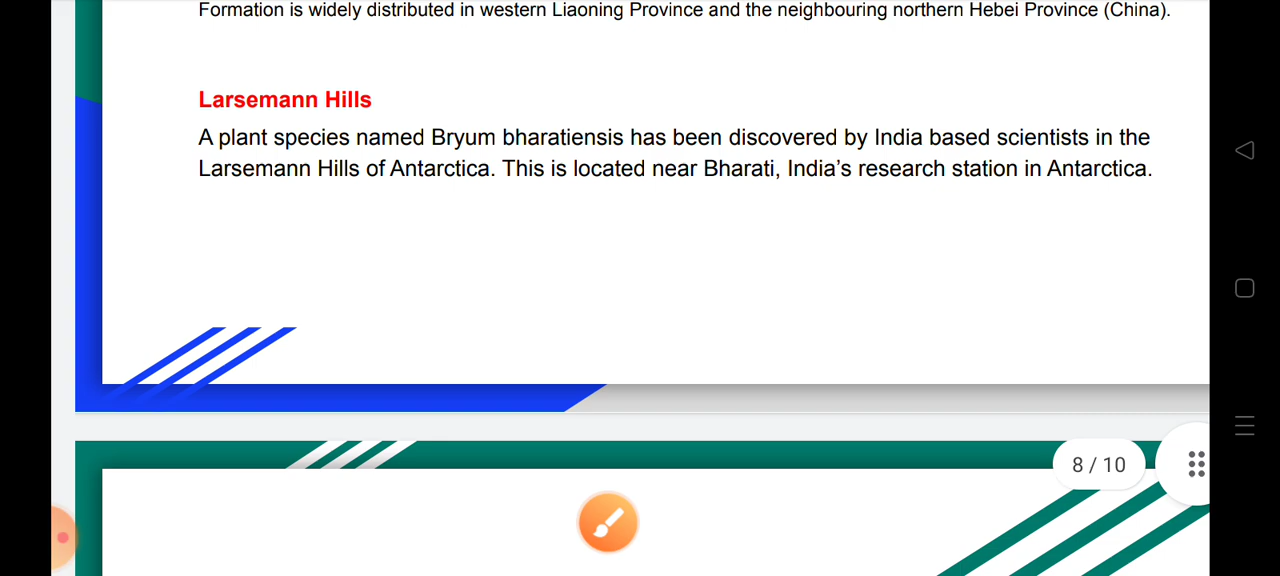 Formation is widely distributed in western Liaoning Province and the neighbouring northern Hebei Province (China).
Larsemann Hills
A plant species named Bryum bharatiensis has been discovered by India based scientists in the
Larsemann Hills of Antarctica. This is located near Bharati, India’s research station in Antarctica.
8 / 10